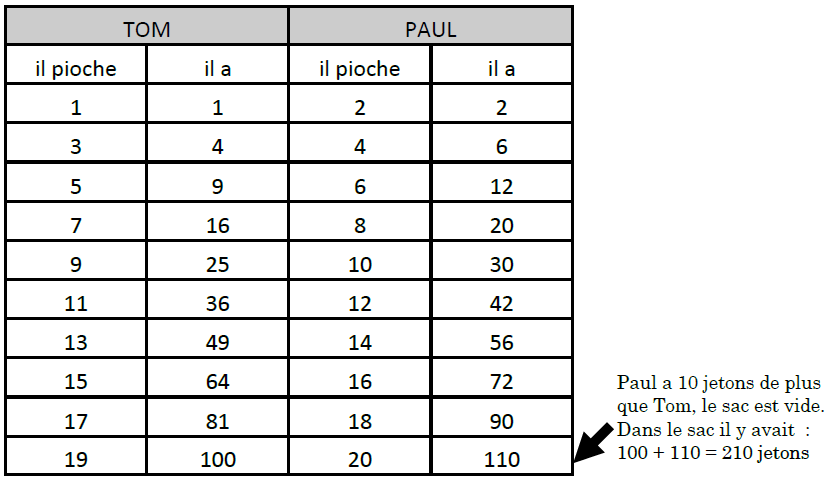 TOM PAUL
il pioche il a il pioche il a
1 1 2 2
3 4 4 6
5 9 6 12
7 16 8 20
9 25 10 30
11 36 12 42
13 49 14 56
15 64 16 72
17 81 18 90
19 100 20 110
Paul a 10 jetons de plus
que Tom, le sac est vide.
Dans le sac il y avait :
100 + 110 = 210 jetons